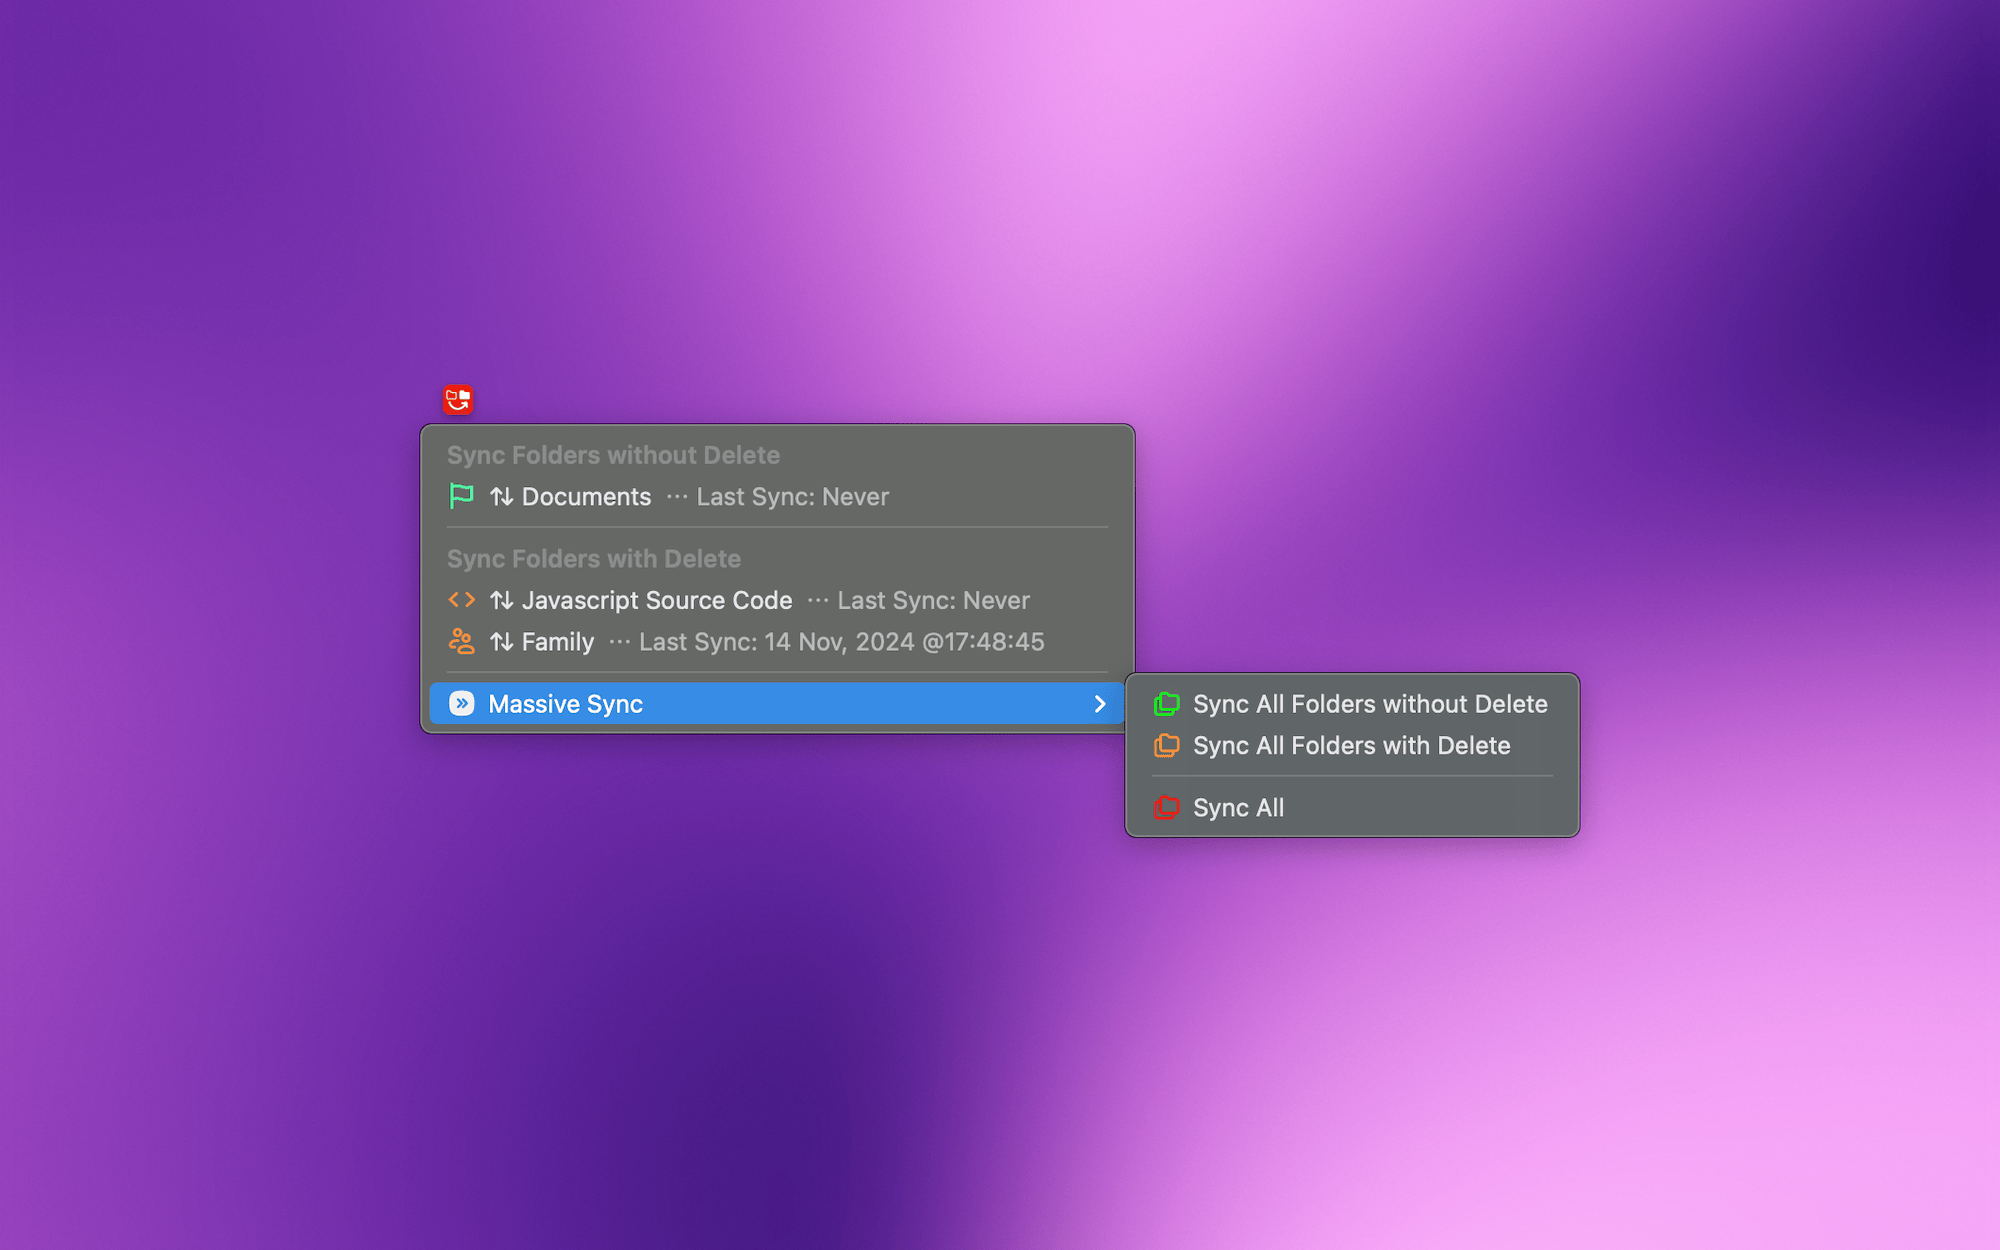 Sync Folders without Delete
Documents ··· Last Sync: Never
Sync Folders with Delete
Javascript Source Code ··· Last Sync: Never
Family ··· Last Sync: 14 Nov, 2024 @17:48:45
Massive Sync
Sync All Folders without Delete
Sync All Folders with Delete
Sync All